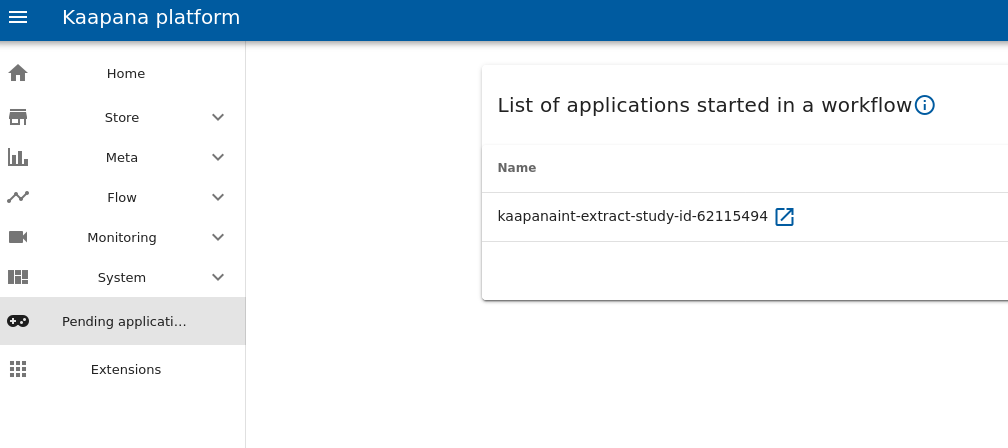 Kaapana platform
Home
Store
Meta
Flow
Monitoring
System
Pending applicati...
Extensions
List of applications started in a workflow
Name
kaapanaint-extract-study-id-62115494